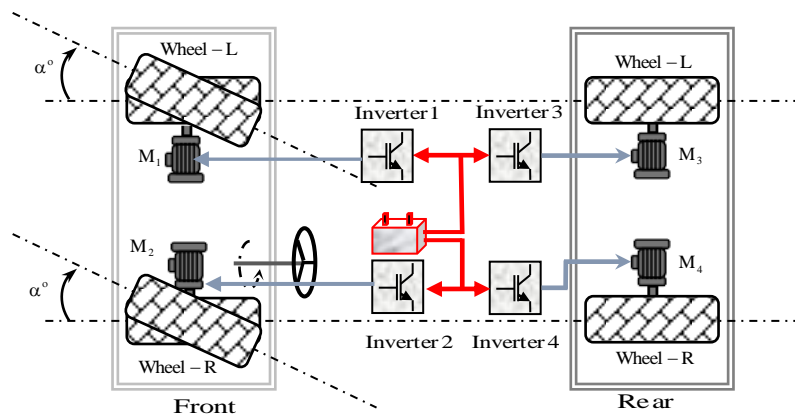 Wheel-L
Wheel-L
α°
Inverter 1
Inverter 3
M1
M3
M2
M4
α°
Inverter 2
Inverter 4
Wheel-R
Wheel-R
Front
Rear